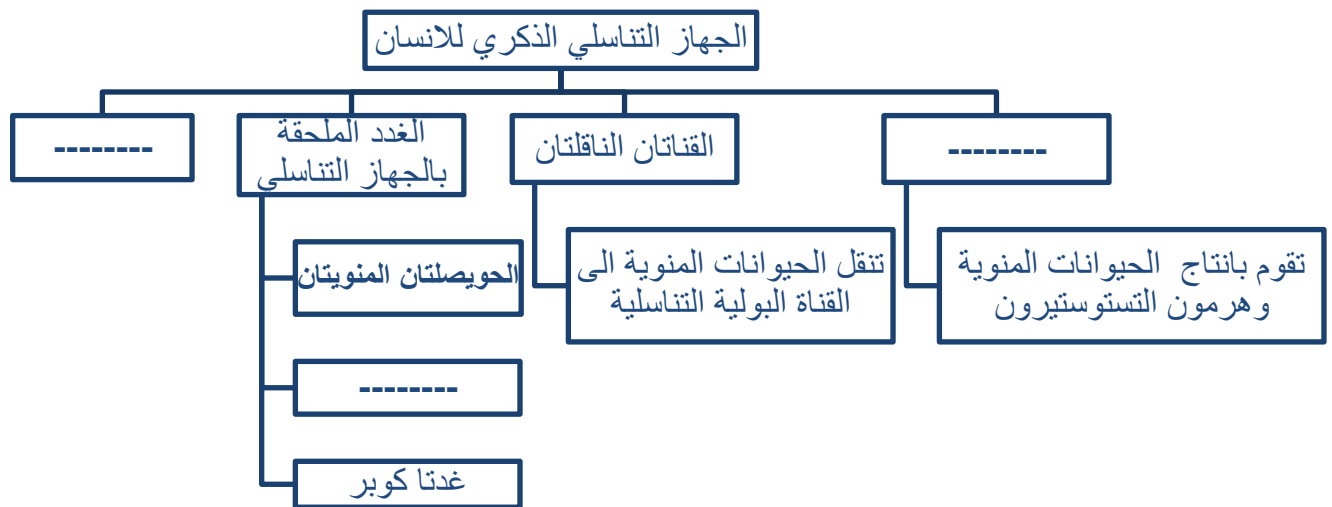 الجهاز التناسلي الذكري للانسان
--------
القناتان الناقلتان
الغدد الملحقة
بالجهاز التناسلي
--------
تقوم بانتاج الحيوانات المنوية
وهرمون التستوستيرون
تنقل الحيوانات المنوية الى
القناة البولية التناسلية
الحويصلتان المنويتان
--------
غدتا كوبر